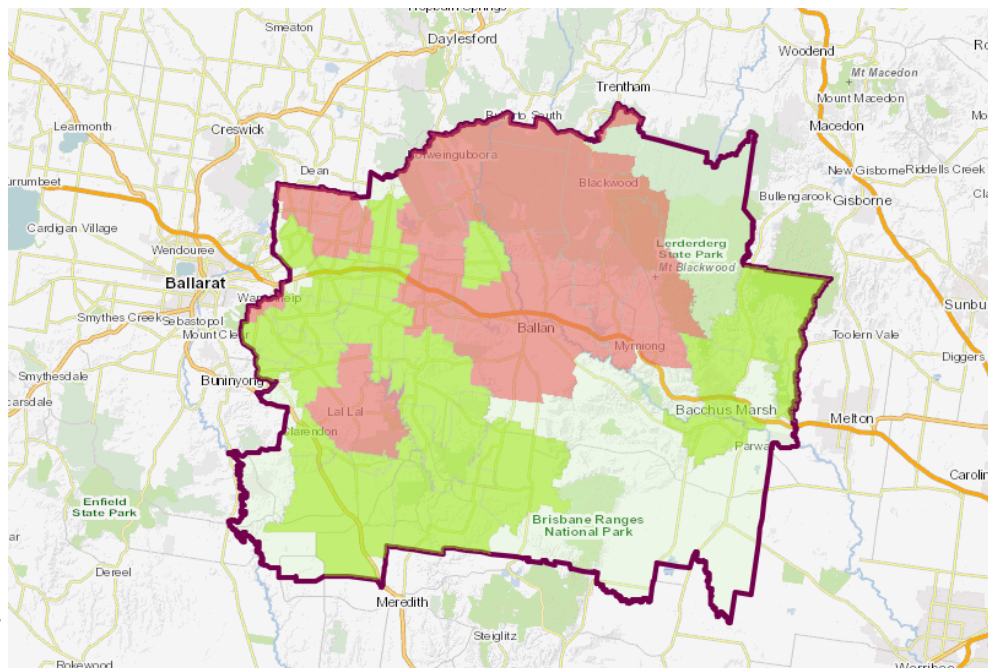 Smeaton
Daylesford
Woodend
Mt Macedon
Trentham
Mount Macedon
Learmonth
Creswick
Macedon
Dean
New Gisborne
Riddells Creek
Blackwood
Bullengarook
Gisborne
Cardigan Village
Wendouree
Lerderderg
State Park
Mt Blackwood
Ballarat
Smythes Creek
Sebastopol
Ballan
Toolern Vale
Myrniong
Diggers
Smythesdale
Buninyong
Lal Lal
Bacchus Marsh
Melton
Clarendon
Enfield
State Park
Brisbane Ranges
National Park
Dereel
Meredith
Steiglitz
Rokewood